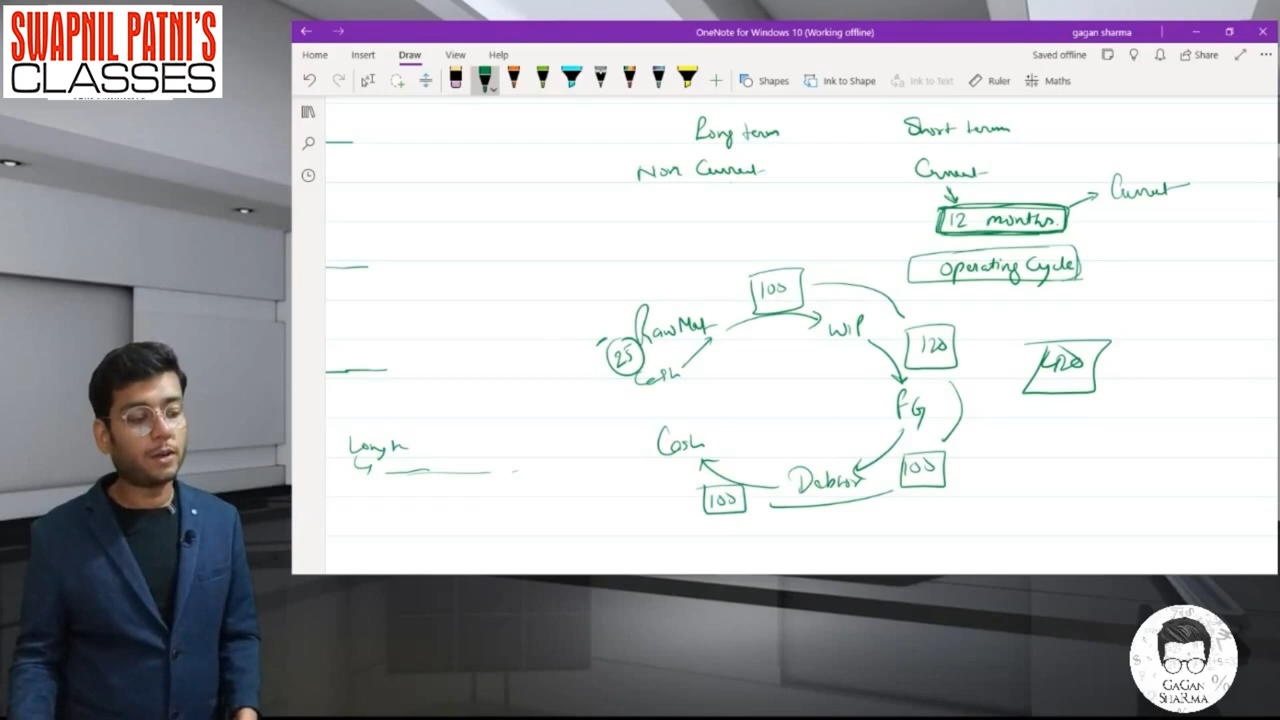 SWAPNIL PATNI'S
CLASSES
OneNote for Windows 10 (Working offline)
gagan sharma
Home Insert Draw View Help
Saved offline
Share
Shapes
Ink to Shape
Ink to Text
Ruler
Maths
Long term
Short term
Non Current
Current
12 months.
Current
Operating Cycle
100
Raw Mat
WIP
25
Cash
120
420
FG
Cash
Debtors
100
100
GaGan
SHaRMA